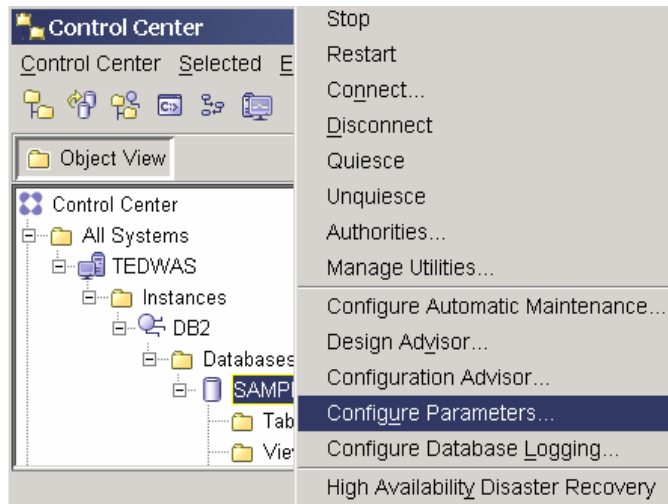 Control Center
Control Center Selected E
Object View
Control Center
All Systems
TEDWAS
Instances
DB2
Databases
SAMPL
Tab
Vie
Stop
Restart
Connect...
Disconnect
Quiesce
Unquiesce
Authorities...
Manage Utilities...
Configure Automatic Maintenance...
Design Advisor...
Configuration Advisor...
Configure Parameters...
Configure Database Logging...
High Availability Disaster Recovery